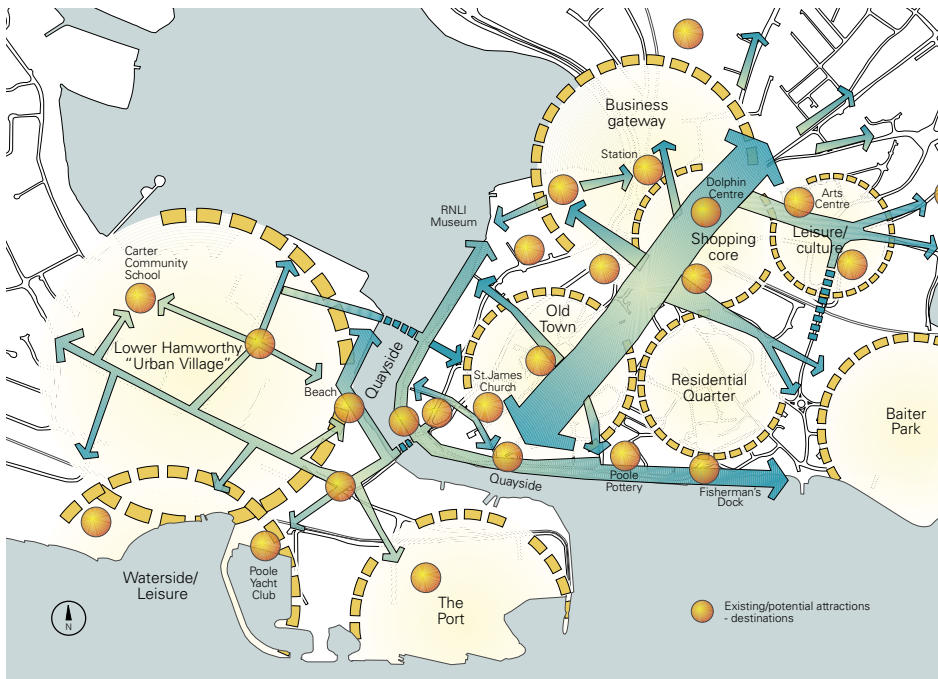 Business
gateway
Station
Dolphin
Centre
Arts
Centre
RNLI
Museum
Shopping
core
Leisure/
culture
Carter
Community
School
Old
Town
Lower Hamworthy
"Urban Village"
Quayside
St.James
Church
Residential
Quarter
Beach
Baiter
Park
Quayside
Poole
Pottery
Fisherman's
Dock
Waterside/
Leisure
Poole
Yacht
Club
The
Port
N
Existing/potential attractions
- destinations